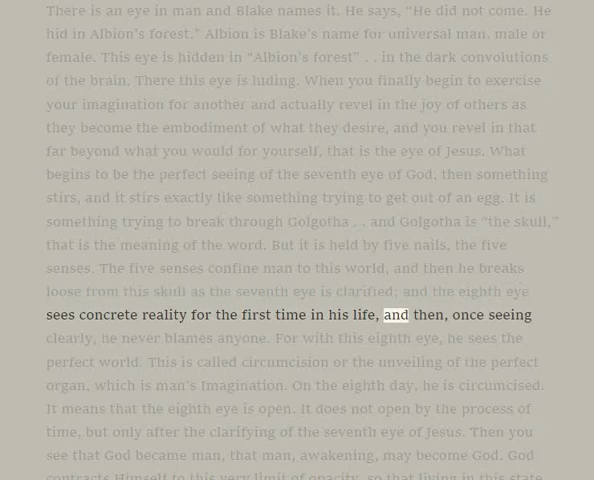 There is an eye in man and Blake names it. He says, “He did not come. He
hid in Albion’s forest.” Albion is Blake’s name for universal man, male or
female. This eye is hidden in “Albion’s forest” . . in the dark convolutions
of the brain. There this eye is hiding. When you finally begin to exercise
your imagination for another and actually revel in the joy of others as
they become the embodiment of what they desire, and you revel in that
far beyond what you would for yourself, that is the eye of Jesus. What
begins to be the perfect seeing of the seventh eye of God, then something
stirs, and it stirs exactly like something trying to get out of an egg. It is
something trying to break through Golgotha . . and Golgotha is “the skull,”
that is the meaning of the word. But it is held by five nails, the five
senses. The five senses confine man to this world, and then he breaks
loose from this skull as the seventh eye is clarified; and the eighth eye
sees concrete reality for the first time in his life, and then, once seeing
clearly, he never blames anyone. For with this eighth eye, he sees the
perfect world. This is called circumcision or the unveiling of the perfect
organ, which is man’s Imagination. On the eighth day, he is circumcised.
It means that the eighth eye is open. It does not open by the process of
time, but only after the clarifying of the seventh eye of Jesus. Then you
see that God became man, that man, awakening, may become God. God
contracts Himself to this very limit of opacity, so that living in this state